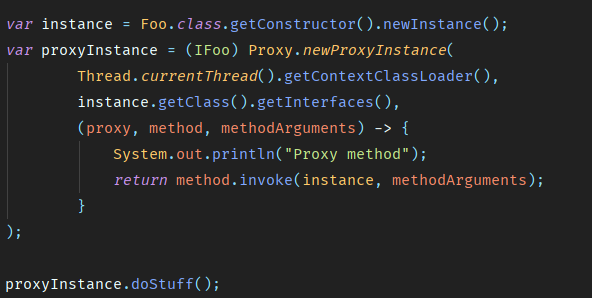 var instance = Foo.class.getConstructor().newInstance();
var proxyInstance = (IFoo) Proxy.newProxyInstance(
        Thread.currentThread().getContextClassLoader(),
        instance.getClass().getInterfaces(),
        (proxy, method, methodArguments) -> {
            System.out.println("Proxy method");
            return method.invoke(instance, methodArguments);
        }
);
proxyInstance.doStuff();